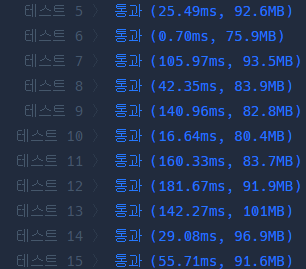 테스트 5 〉 통과 (25.49ms, 92.6MB)
테스트 6 〉 통과 (0.70ms, 75.9MB)
테스트 7 〉 통과 (105.97ms, 93.5MB)
테스트 8 〉 통과 (42.35ms, 83.9MB)
테스트 9 〉 통과 (140.96ms, 82.8MB)
테스트 10 〉 통과 (16.64ms, 80.4MB)
테스트 11 〉 통과 (160.33ms, 83.7MB)
테스트 12 〉 통과 (181.67ms, 91.9MB)
테스트 13 〉 통과 (142.27ms, 101MB)
테스트 14 〉 통과 (29.08ms, 96.9MB)
테스트 15 〉 통과 (55.71ms, 91.6MB)